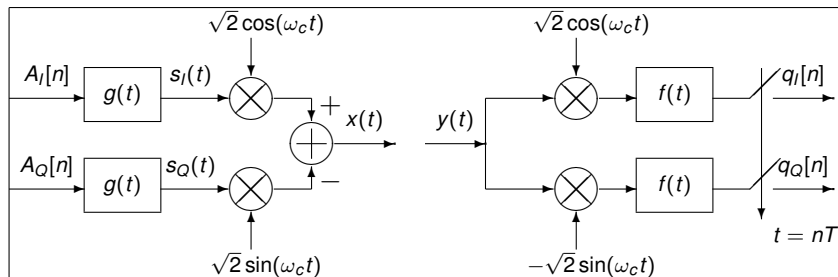 √2 cos(ω_c t)
√2 cos(ω_c t)
A_I[n]
g(t)
s_I(t)
+
f(t)
q_I[n]
x(t)
y(t)
+
A_Q[n]
g(t)
s_Q(t)
−
f(t)
q_Q[n]
√2 sin(ω_c t)
−√2 sin(ω_c t)
t = nT